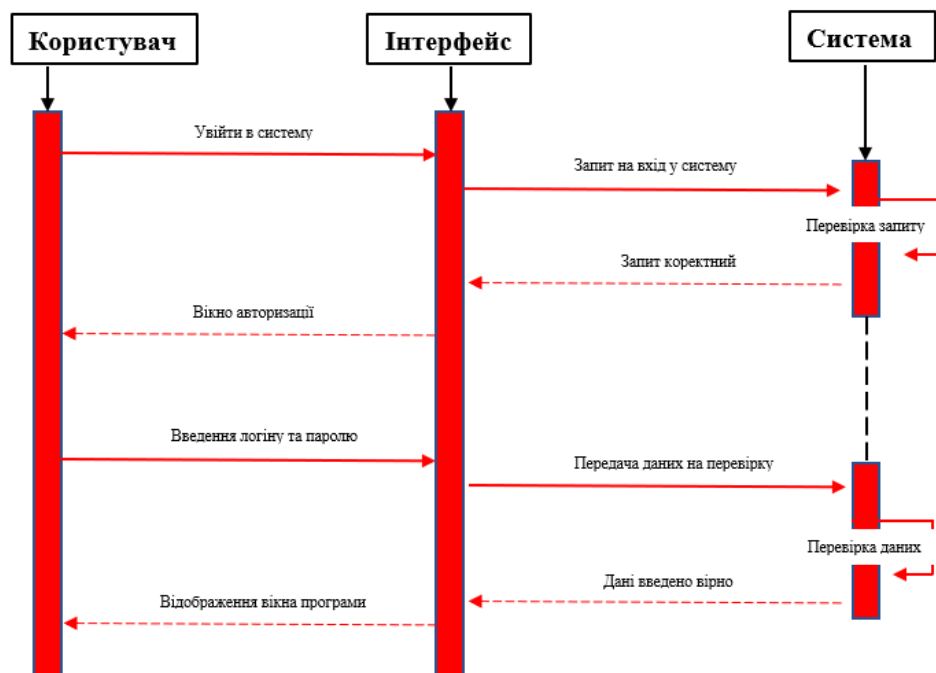 Користувач
Інтерфейс
Система
Увійти в систему
Запит на вхід у систему
Перевірка запиту
Запит коректний
Вікно авторизації
Введення логіну та паролю
Передача даних на перевірку
Перевірка даних
Дані введено вірно
Відображення вікна програми